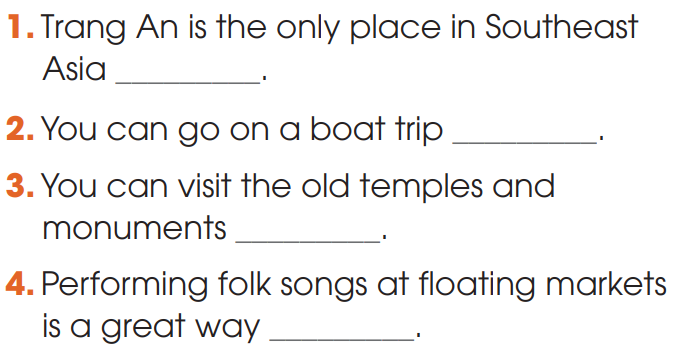 1. Trang An is the only place in Southeast
Asia _________.
2. You can go on a boat trip _________.
3. You can visit the old temples and
monuments _________.
4. Performing folk songs at floating markets
is a great way _________.